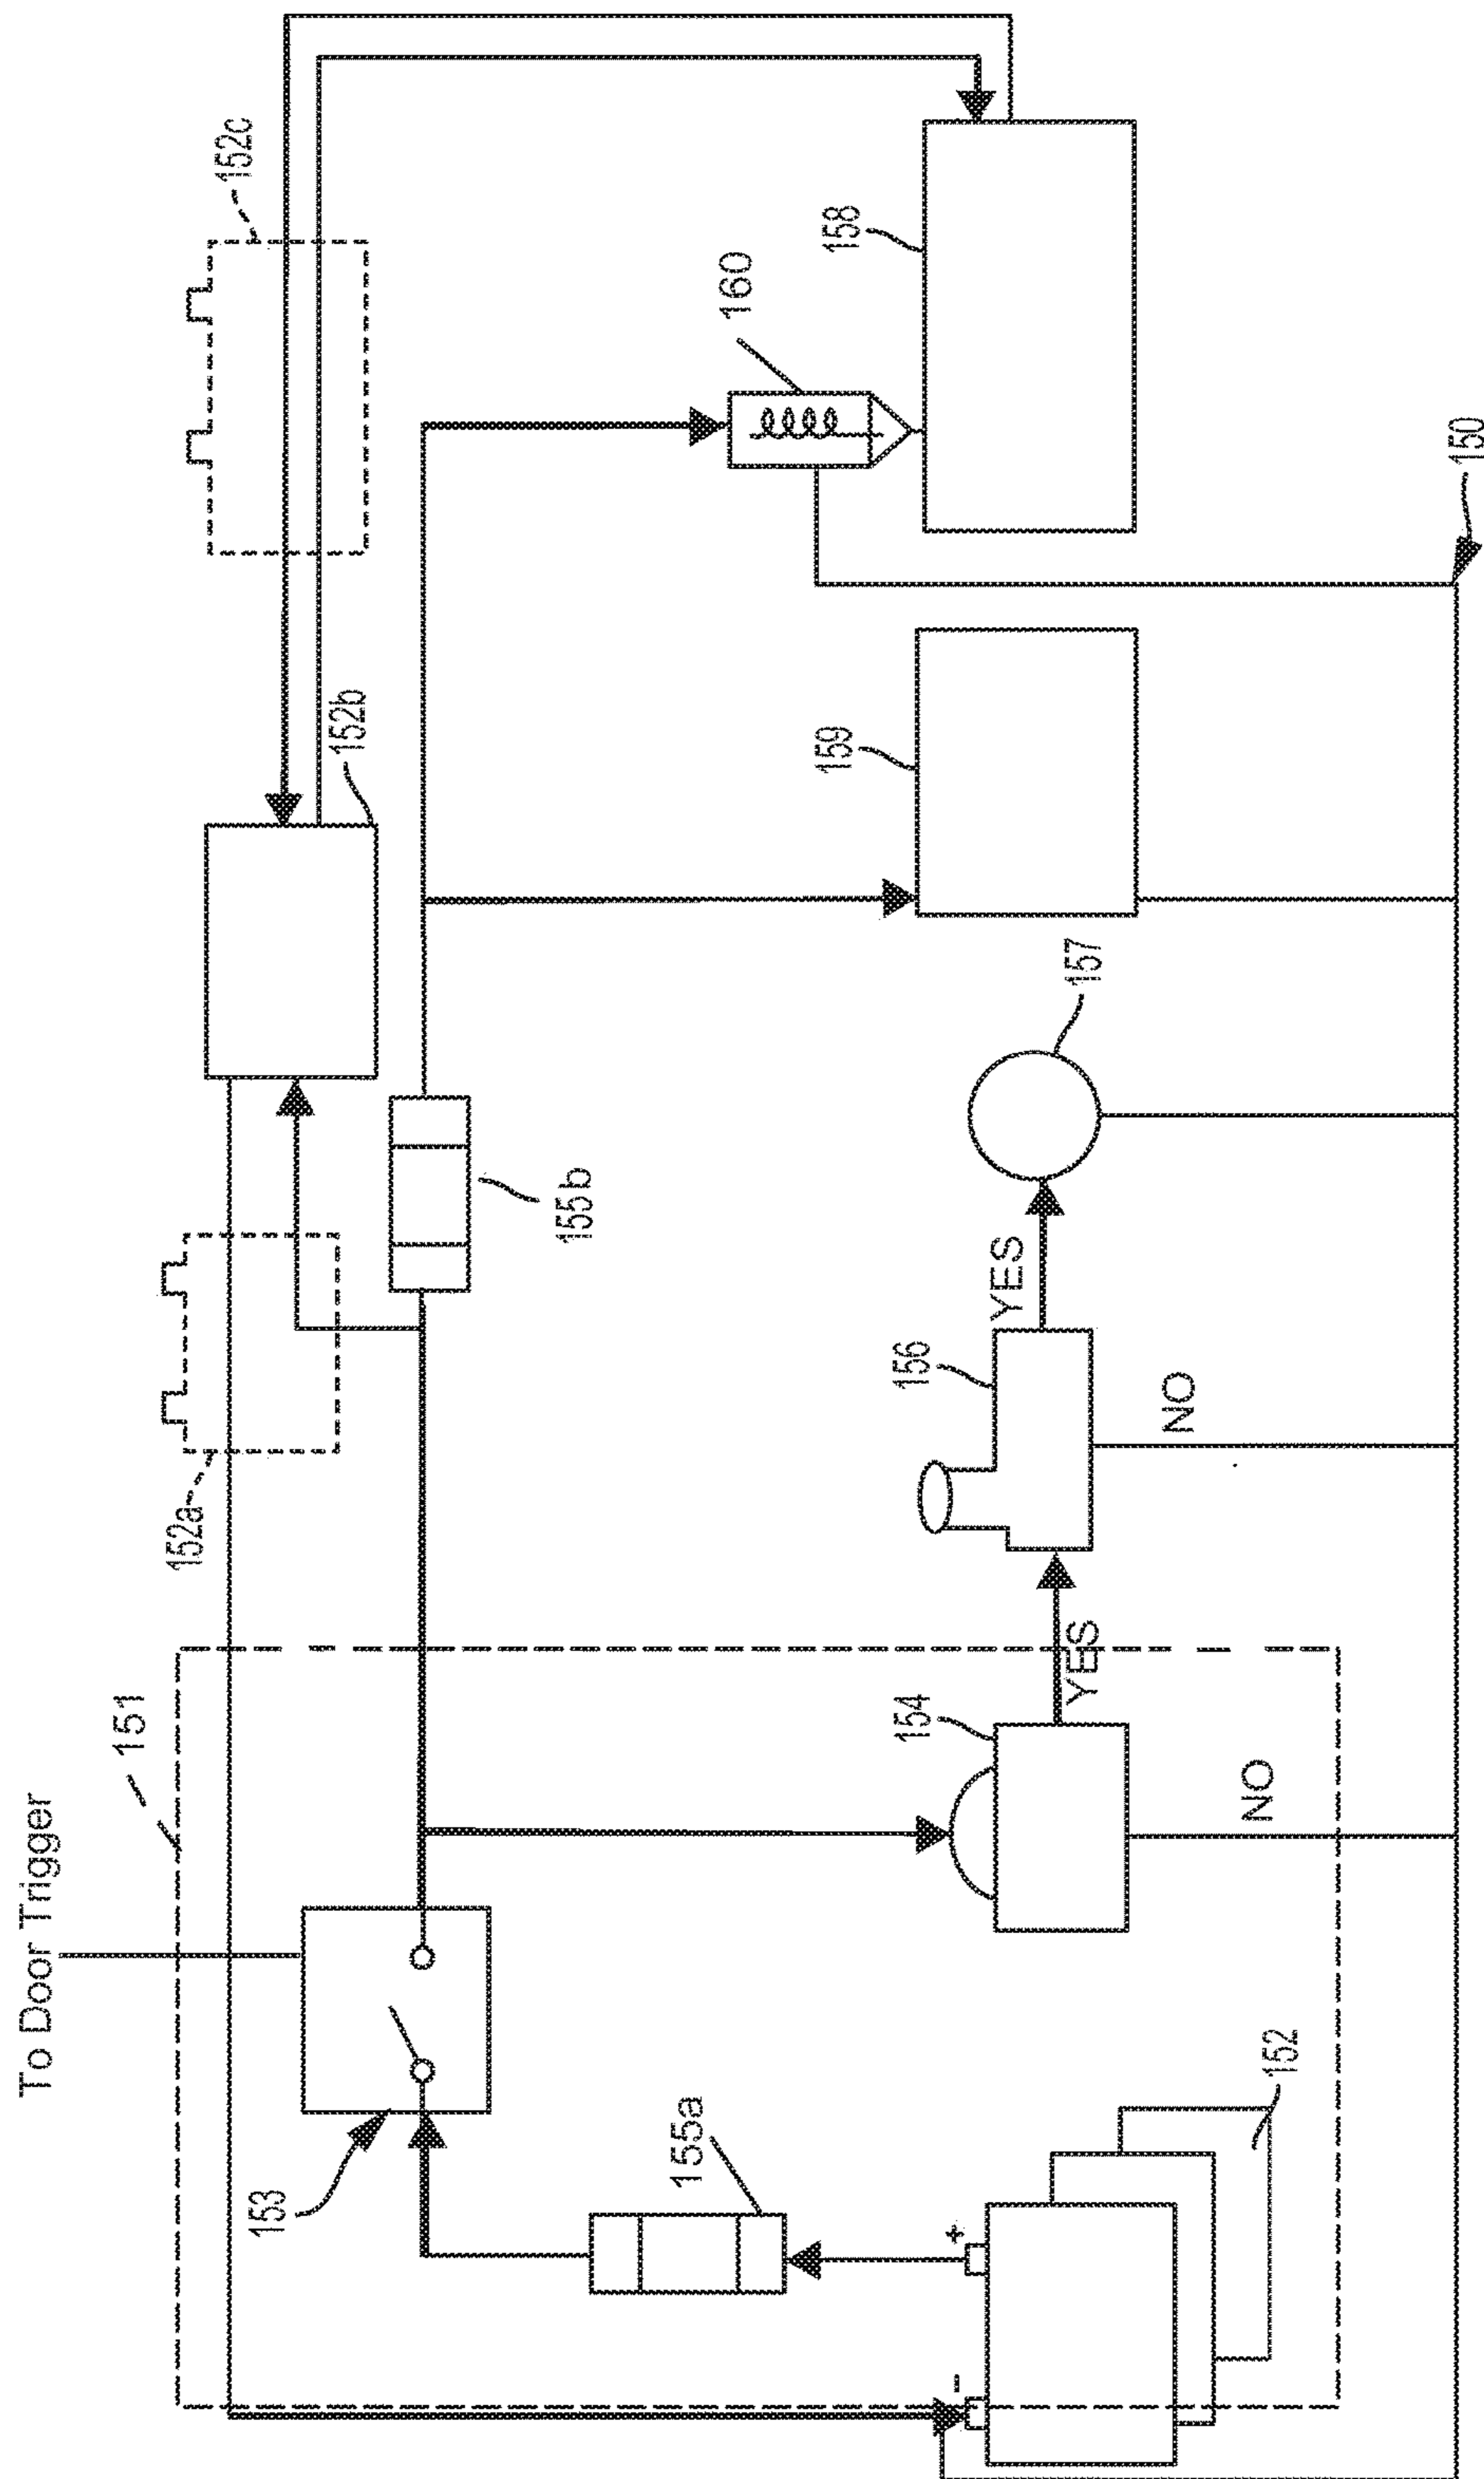 To Door Trigger
151
152a
152b
152c
153
155a
155b
154
YES
NO
156
YES
NO
157
159
160
158
152
+
-
150